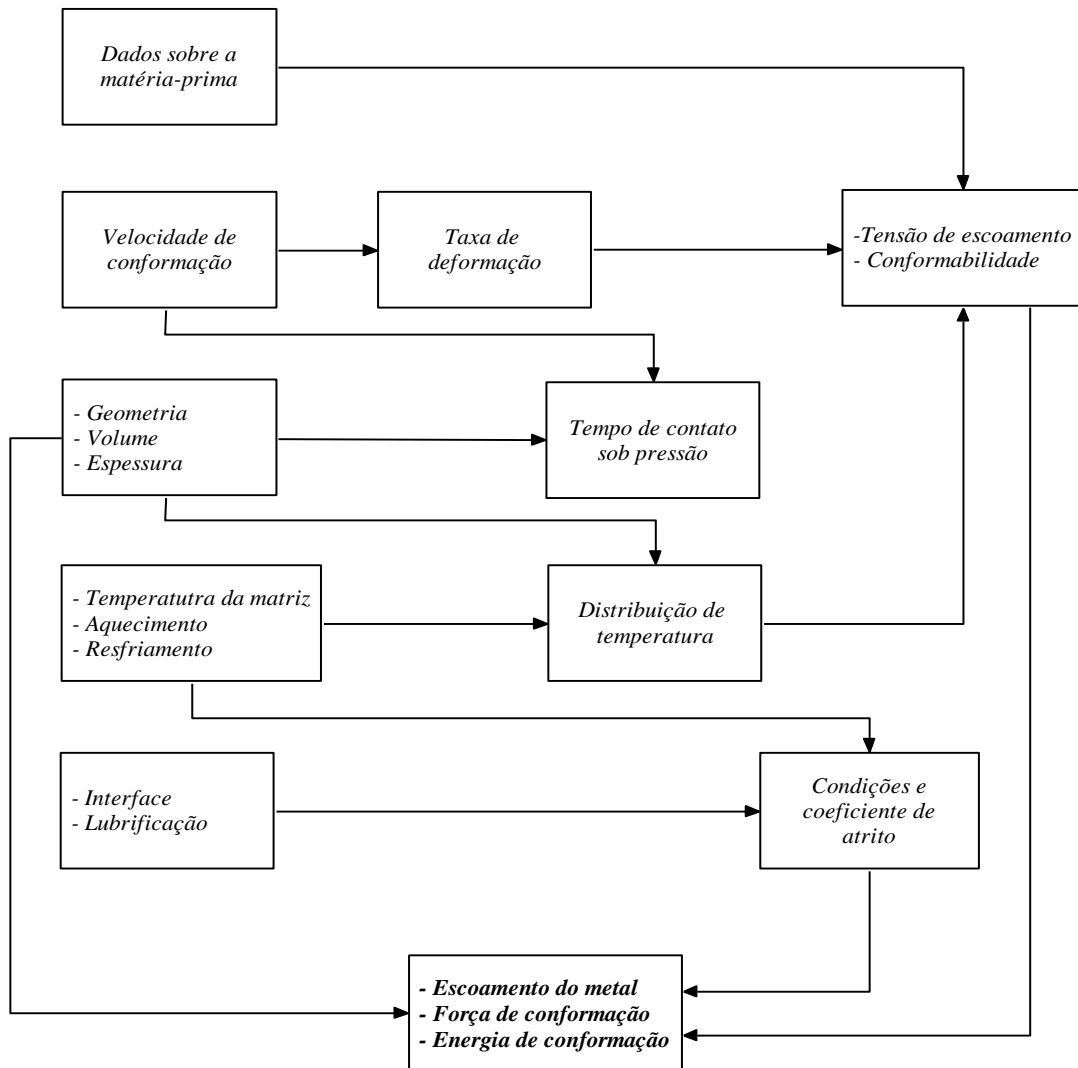 Dados sobre a
matéria-prima
Velocidade de
conformação
Taxa de
deformação
-Tensão de escoamento
- Conformabilidade
- Geometria
- Volume
- Espessura
Tempo de contato
sob pressão
- Temperatutra da matriz
- Aquecimento
- Resfriamento
Distribuição de
temperatura
- Interface
- Lubrificação
Condições e
coeficiente de
atrito
- Escoamento do metal
- Força de conformação
- Energia de conformação